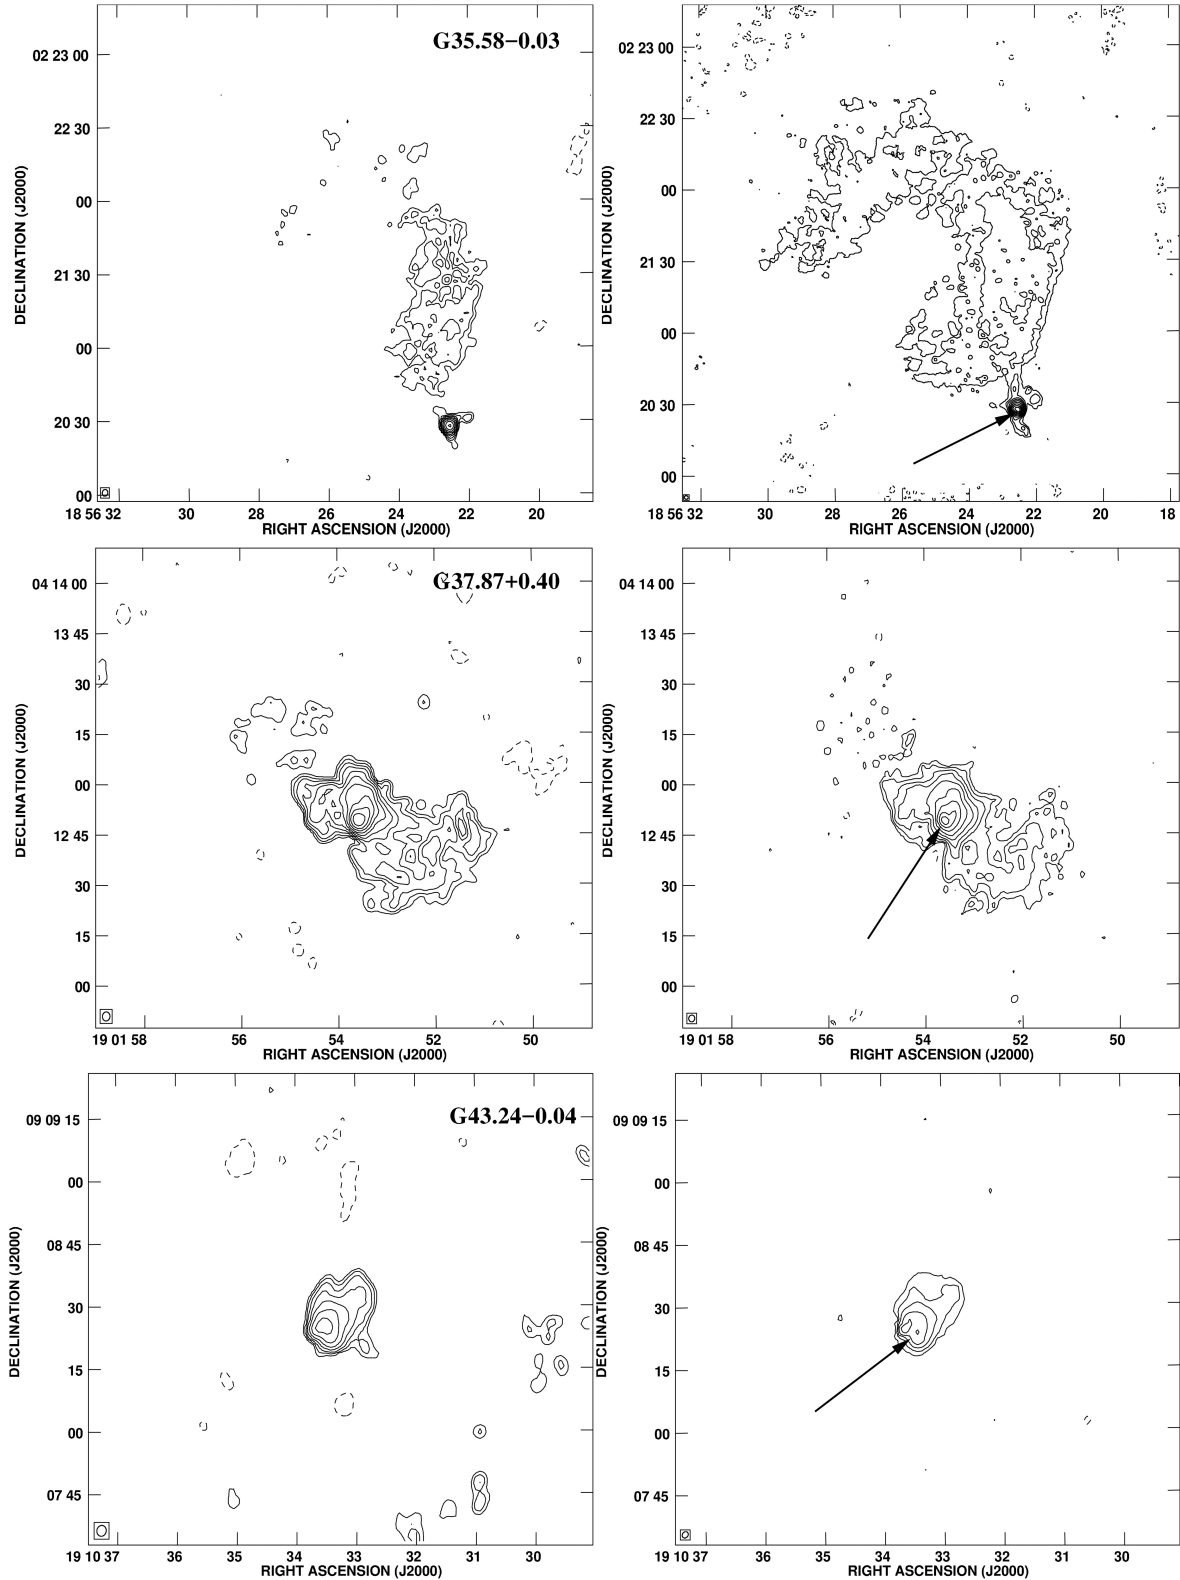 G35.58−0.03
02 23 00
22 30
00
21 30
00
20 30
00
DECLINATION (J2000)
18 56 32 30 28 26 24 22 20
RIGHT ASCENSION (J2000)
02 23 00
22 30
00
21 30
00
20 30
00
DECLINATION (J2000)
18 56 32 30 28 26 24 22 20 18
RIGHT ASCENSION (J2000)
G37.87+0.40
04 14 00
13 45
30
15
00
12 45
30
15
00
DECLINATION (J2000)
19 01 58 56 54 52 50
RIGHT ASCENSION (J2000)
04 14 00
13 45
30
15
00
12 45
30
15
00
DECLINATION (J2000)
19 01 58 56 54 52 50
RIGHT ASCENSION (J2000)
G43.24−0.04
09 09 15
00
08 45
30
15
00
07 45
DECLINATION (J2000)
19 10 37 36 35 34 33 32 31 30
RIGHT ASCENSION (J2000)
09 09 15
00
08 45
30
15
00
07 45
DECLINATION (J2000)
19 10 37 36 35 34 33 32 31 30
RIGHT ASCENSION (J2000)